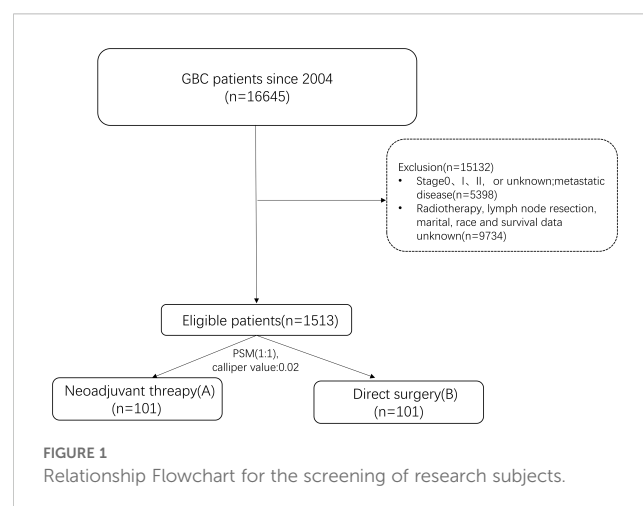 GBC patients since 2004
(n=16645)
Exclusion(n=15132)
• Stage0、I、II, or unknown;metastatic
disease(n=5398)
• Radiotherapy, lymph node resection,
marital, race and survival data
unknown(n=9734)
Eligible patients(n=1513)
PSM(1:1),
calliper value:0.02
Neoadjuvant threapy(A)
(n=101)
Direct surgery(B)
(n=101)
FIGURE 1
Relationship Flowchart for the screening of research subjects.